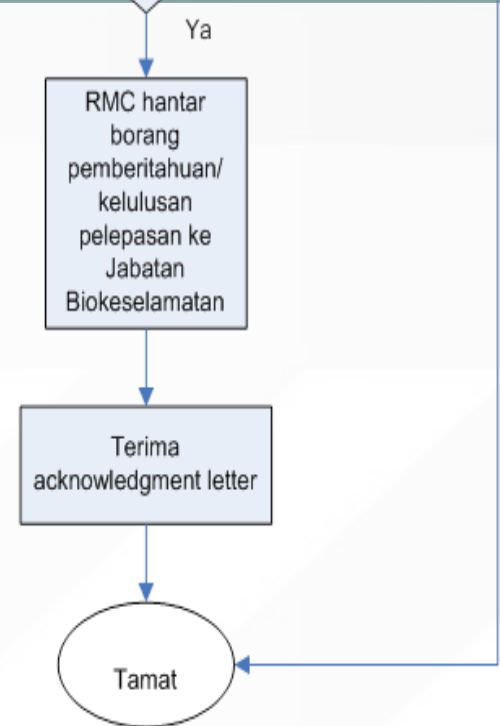 Ya
RMC hantar
borang
pemberitahuan/
kelulusan
pelepasan ke
Jabatan
Biokeselamatan
Terima
acknowledgment letter
Tamat